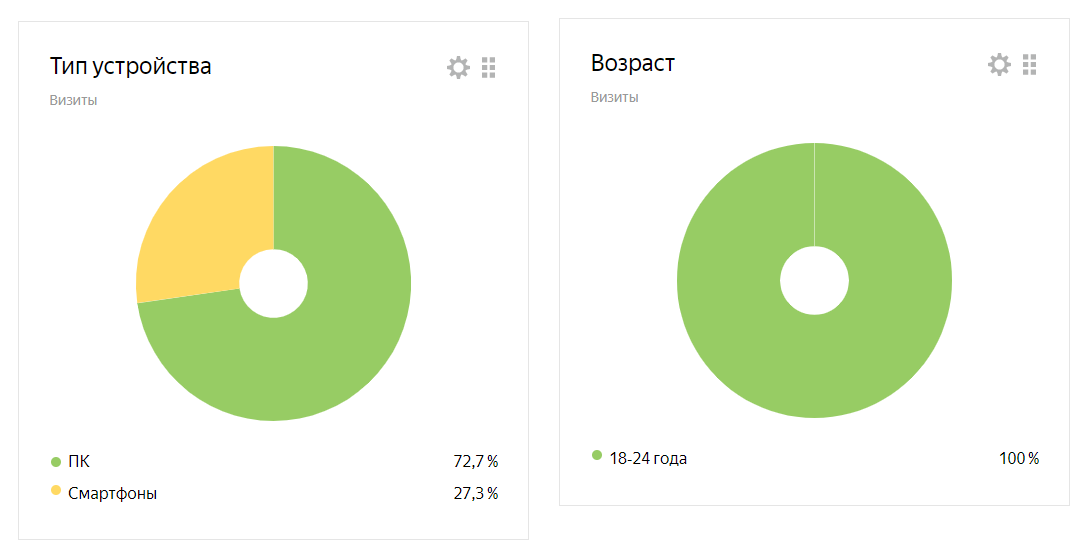 Тип устройства
Визиты
ПК 72,7 %
Смартфоны 27,3 %
Возраст
Визиты
18-24 года 100 %